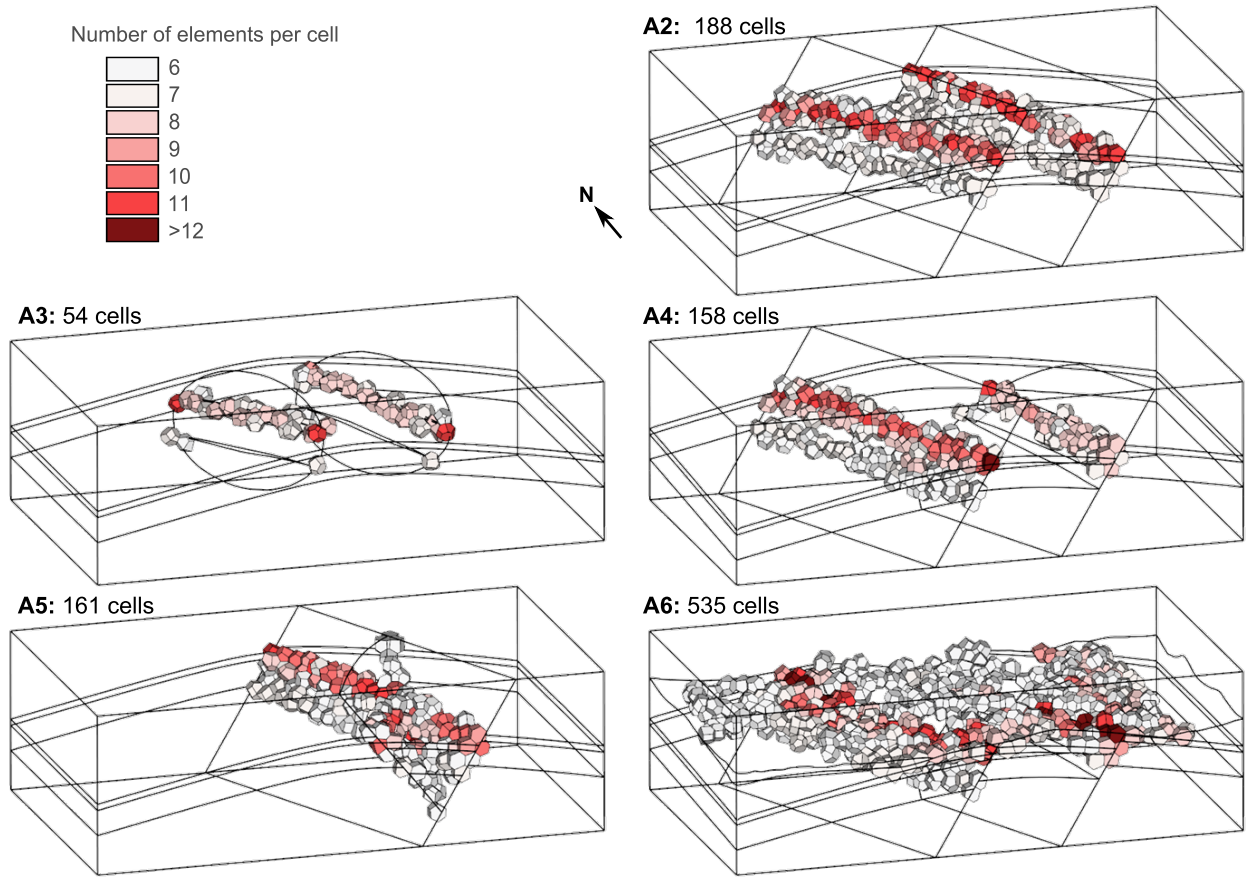 Number of elements per cell
6
7
8
9
10
11
>12
N
A2: 188 cells
A3: 54 cells
A4: 158 cells
A5: 161 cells
A6: 535 cells